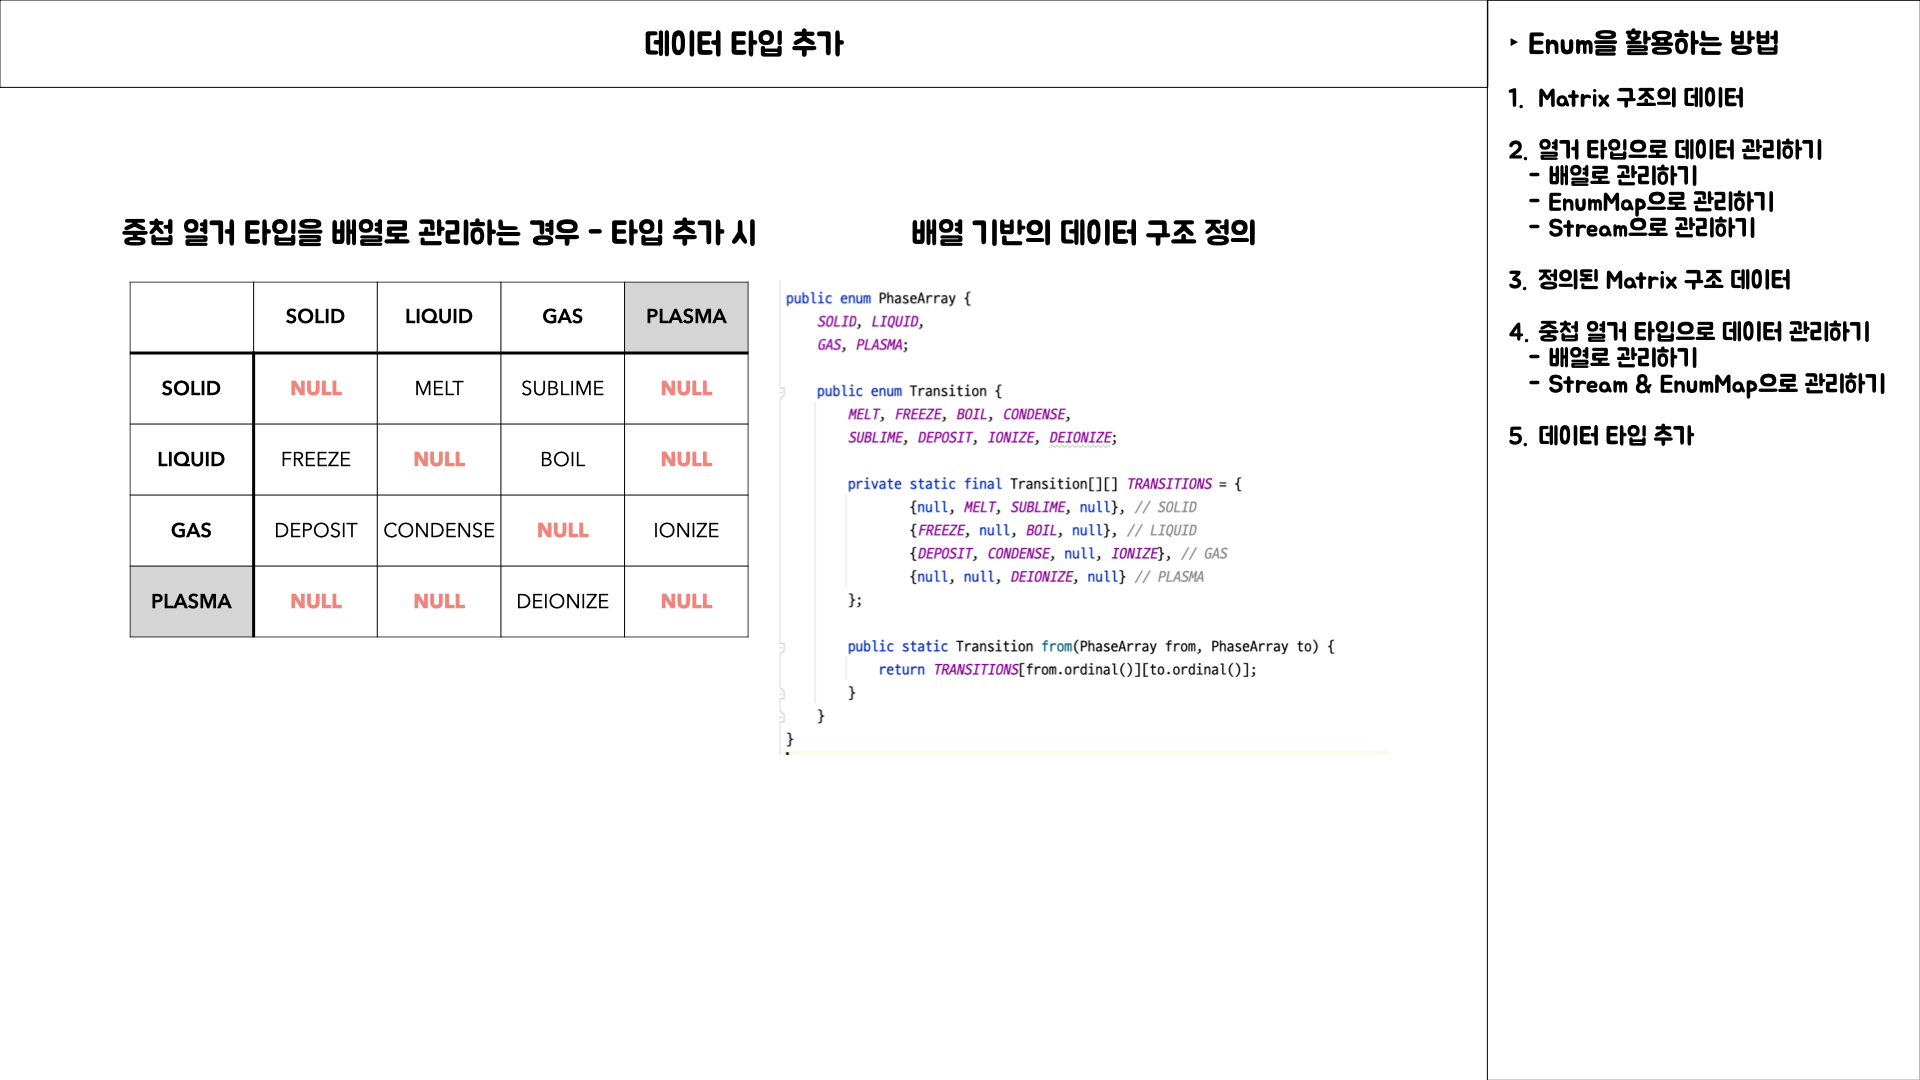 데이터 타입 추가
중첩 열거 타입을 배열로 관리하는 경우 - 타입 추가 시
SOLID LIQUID GAS PLASMA
SOLID NULL MELT SUBLIME NULL
LIQUID FREEZE NULL BOIL NULL
GAS DEPOSIT CONDENSE NULL IONIZE
PLASMA NULL NULL DEIONIZE NULL
배열 기반의 데이터 구조 정의
public enum PhaseArray {
SOLID, LIQUID,
GAS, PLASMA;
public enum Transition {
MELT, FREEZE, BOIL, CONDENSE,
SUBLIME, DEPOSIT, IONIZE, DEIONIZE;
private static final Transition[][] TRANSITIONS = {
{null, MELT, SUBLIME, null}, // SOLID
{FREEZE, null, BOIL, null}, // LIQUID
{DEPOSIT, CONDENSE, null, IONIZE}, // GAS
{null, null, DEIONIZE, null} // PLASMA
};
public static Transition from(PhaseArray from, PhaseArray to) {
return TRANSITIONS[from.ordinal()][to.ordinal()];
}
}
}
‣ Enum을 활용하는 방법
1. Matrix 구조의 데이터
2. 열거 타입으로 데이터 관리하기
- 배열로 관리하기
- EnumMap으로 관리하기
- Stream으로 관리하기
3. 정의된 Matrix 구조 데이터
4. 중첩 열거 타입으로 데이터 관리하기
- 배열로 관리하기
- Stream & EnumMap으로 관리하기
5. 데이터 타입 추가